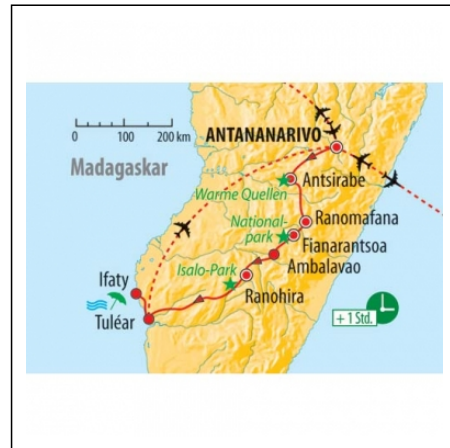 0 100 200 km
ANTANANARIVO
Madagaskar
Antsirabe
Warme Quellen
Ranomafana
National-
park
Fianarantsoa
Ambalavao
Isalo-Park
Ifaty
Ranohira
Tuléar
+ 1 Std.